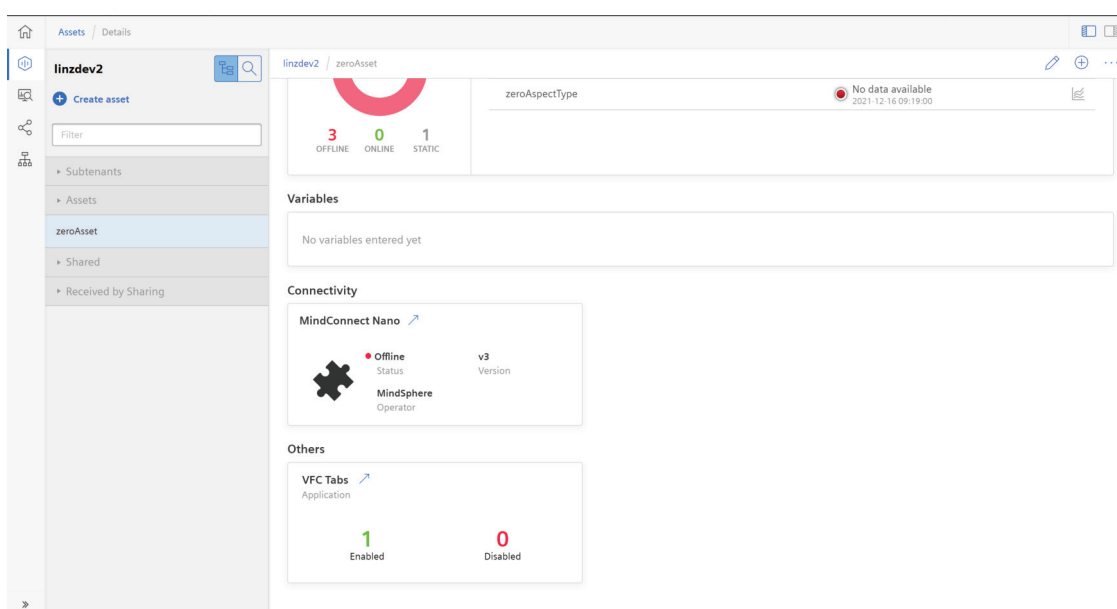 Assets / Details
linzdev2
Create asset
Filter
Subtenants
Assets
zeroAsset
Shared
Received by Sharing
linzdev2 / zeroAsset
3
OFFLINE
0
ONLINE
1
STATIC
zeroAspectType
No data available
2021-12-16 09:19:00
Variables
No variables entered yet
Connectivity
MindConnect Nano
Offline
Status
v3
Version
MindSphere
Operator
Others
VFC Tabs
Application
1
Enabled
0
Disabled